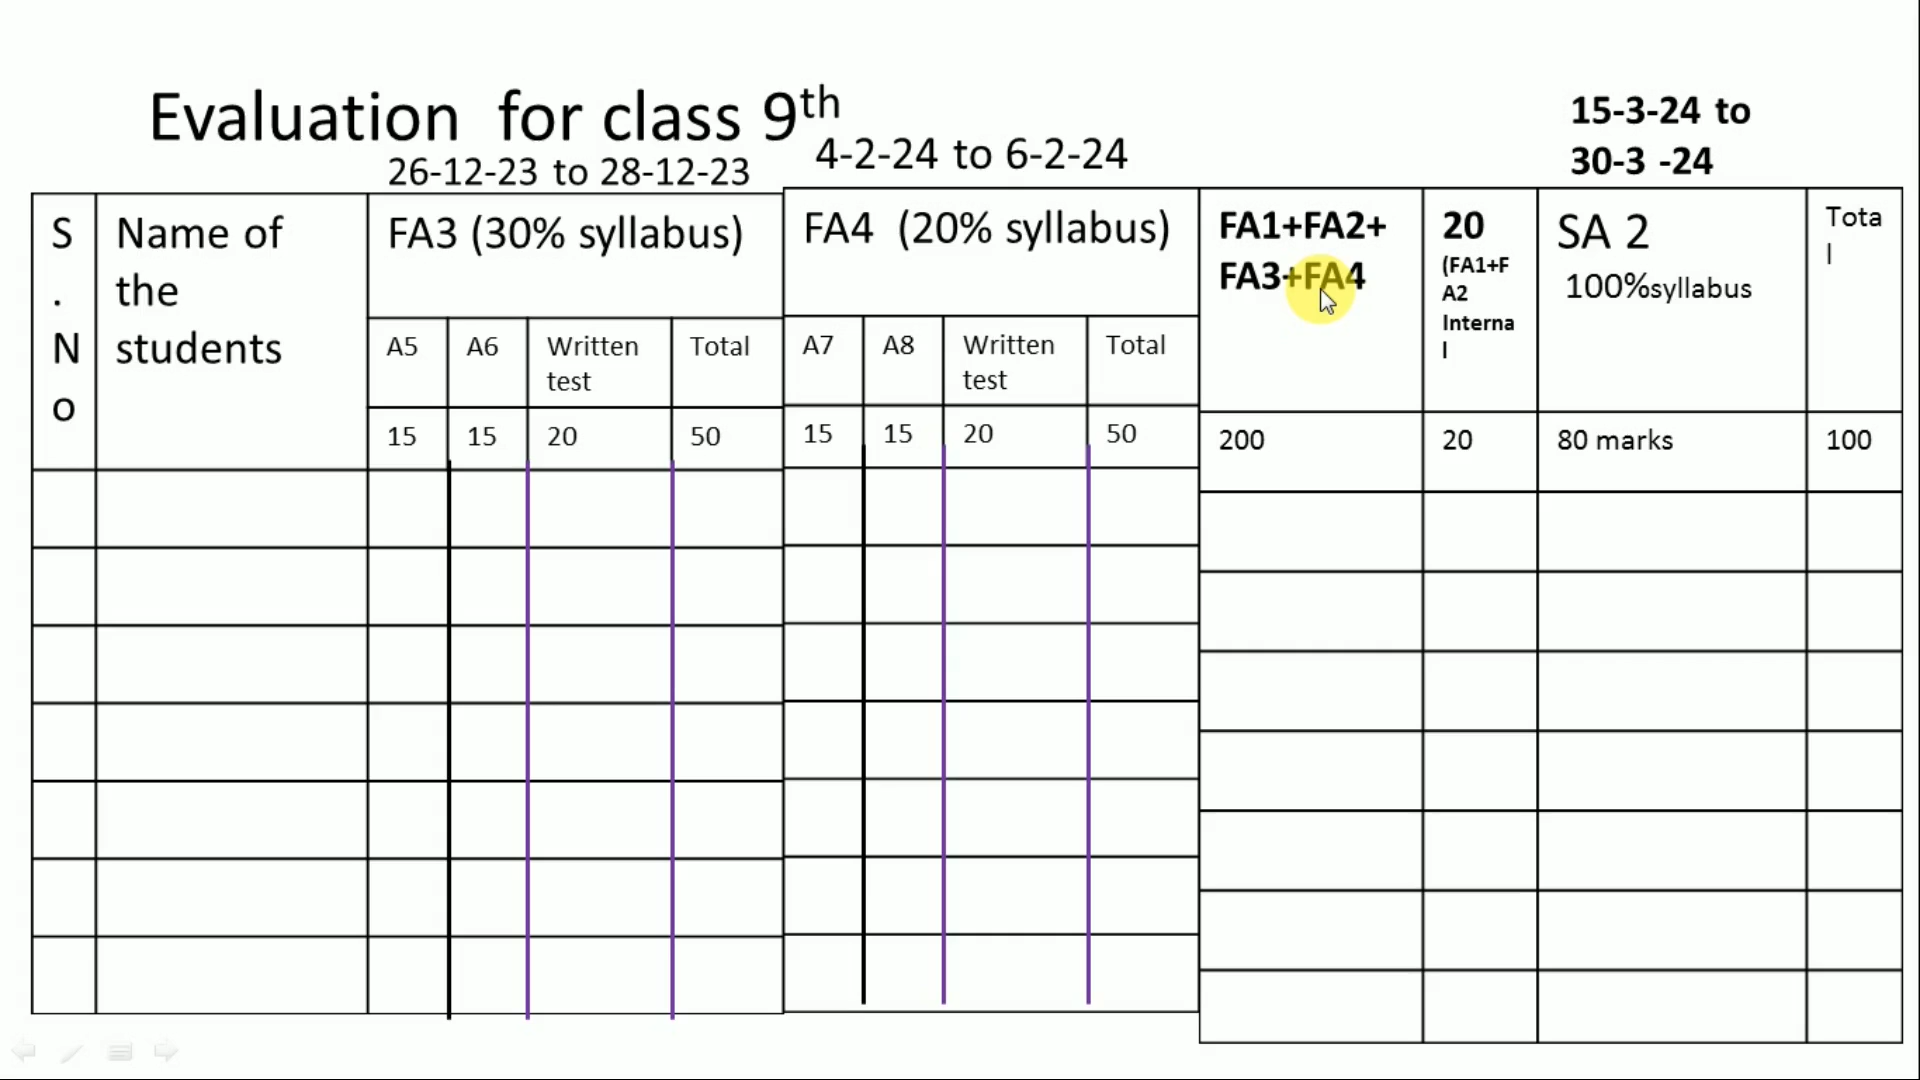 Evaluation for class 9th
26-12-23 to 28-12-23
4-2-24 to 6-2-24
15-3-24 to
30-3 -24
S
.
N
o
Name of
the
students
FA3 (30% syllabus)
FA4 (20% syllabus)
FA1+FA2+
FA3+FA4
20
(FA1+F
A2
Interna
l
SA 2
100%syllabus
Tota
l
A5 A6 Written
test
Total
A7 A8 Written
test
Total
15 15 20 50 15 15 20 50 200 20 80 marks 100